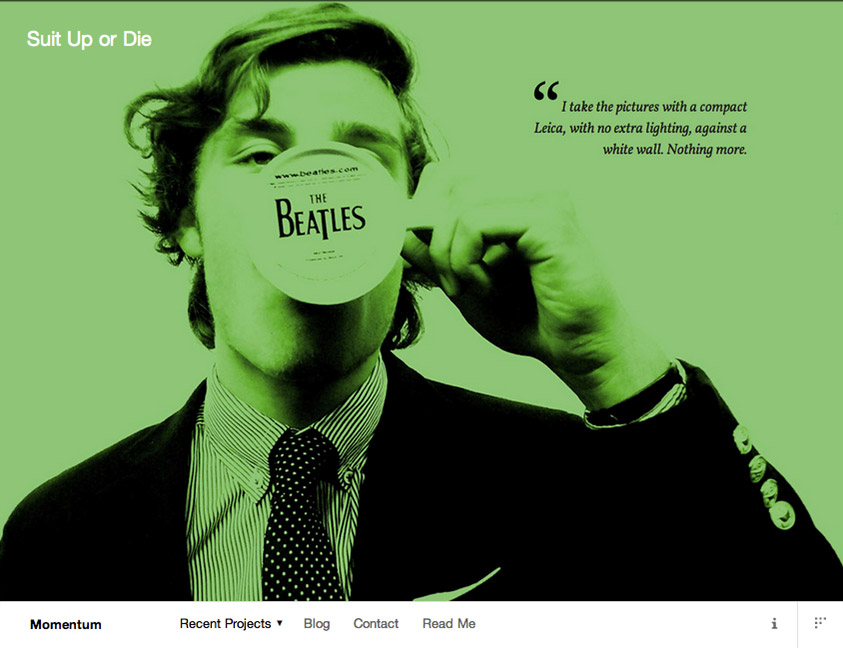 Suit Up or Die
“ I take the pictures with a compact
Leica, with no extra lighting, against a
white wall. Nothing more.
www.beatles.com
THE
BEATLES
Momentum
Recent Projects ▼
Blog
Contact
Read Me
i